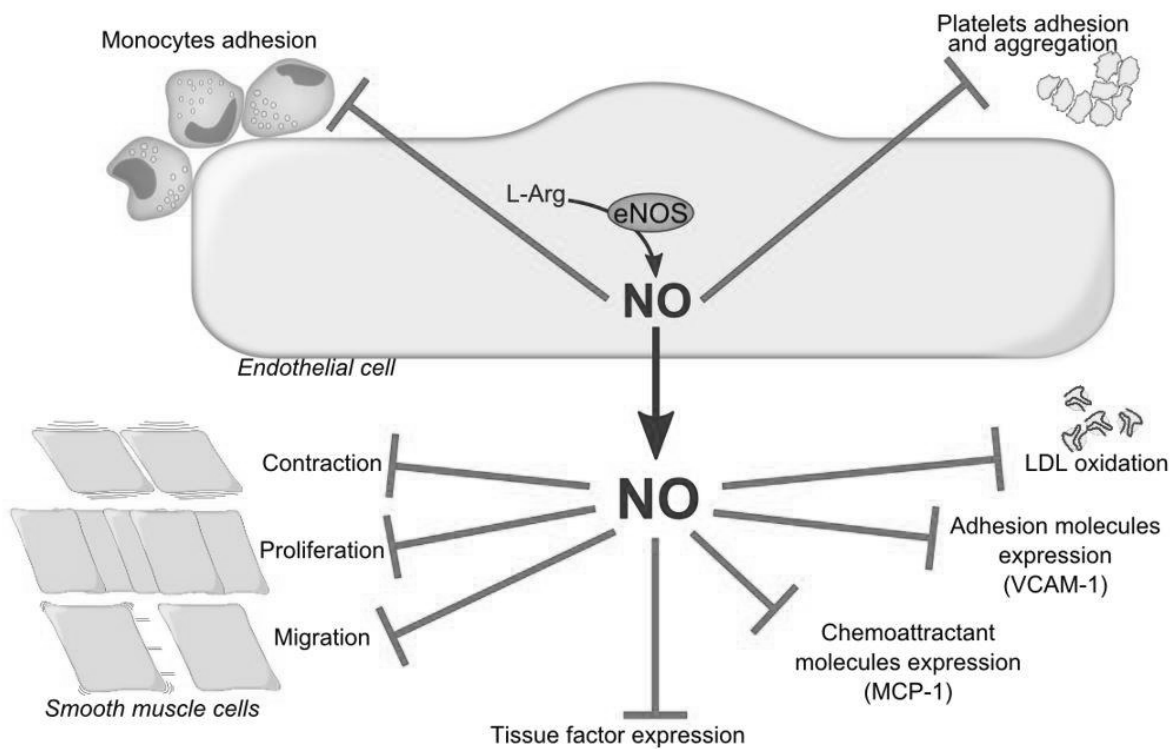 Monocytes adhesion
Platelets adhesion
and aggregation
L-Arg
eNOS
NO
Endothelial cell
NO
Contraction
Proliferation
Migration
Smooth muscle cells
LDL oxidation
Adhesion molecules
expression
(VCAM-1)
Chemoattractant
molecules expression
(MCP-1)
Tissue factor expression